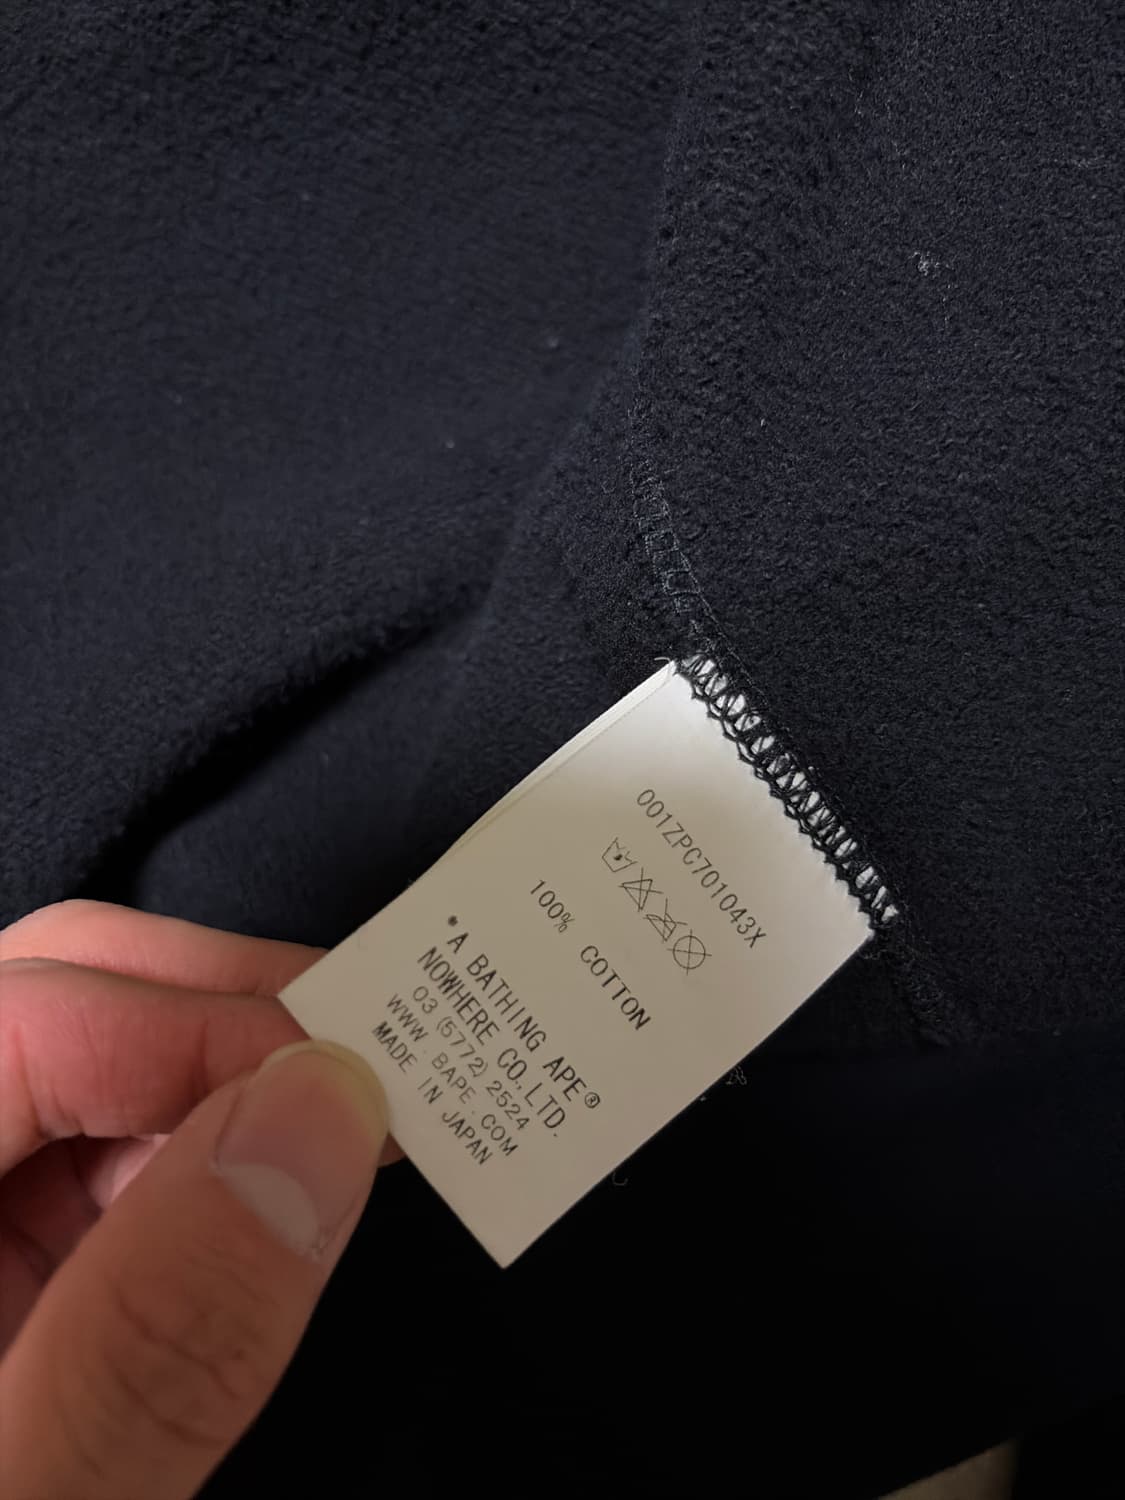 001ZPC701043X
100% COTTON
* A BATHING APE®
NOWHERE CO.,LTD.
03 (5772) 2524
WWW.BAPE.COM
MADE IN JAPAN